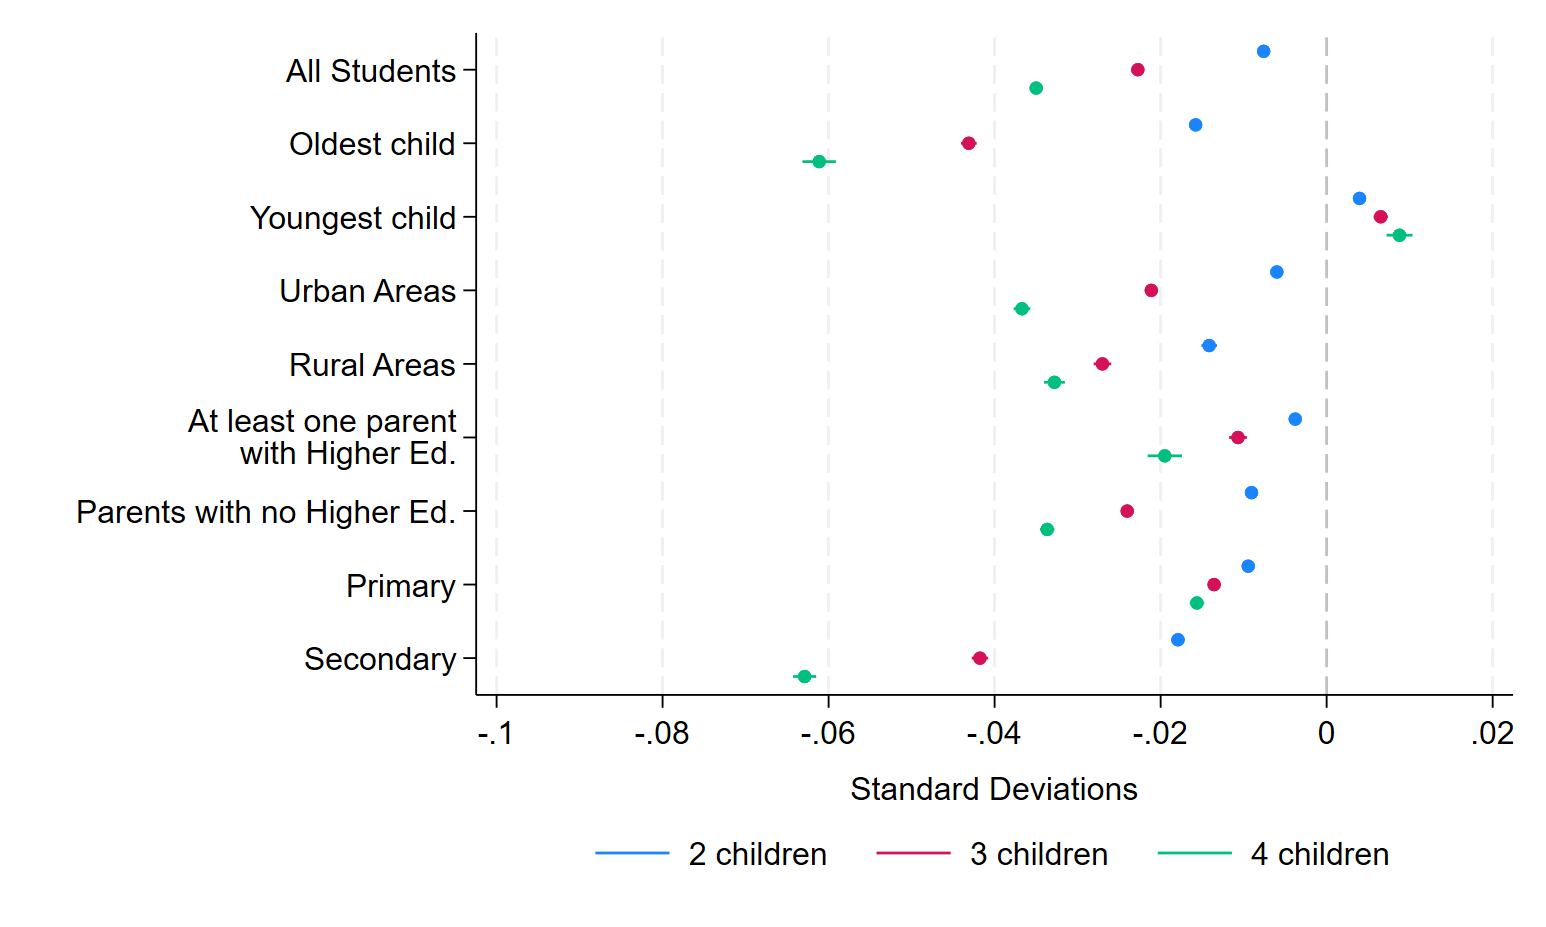 All Students
Oldest child
Youngest child
Urban Areas
Rural Areas
At least one parent
with Higher Ed.
Parents with no Higher Ed.
Primary
Secondary
-.1 -.08 -.06 -.04 -.02 0 .02
Standard Deviations
2 children 3 children 4 children